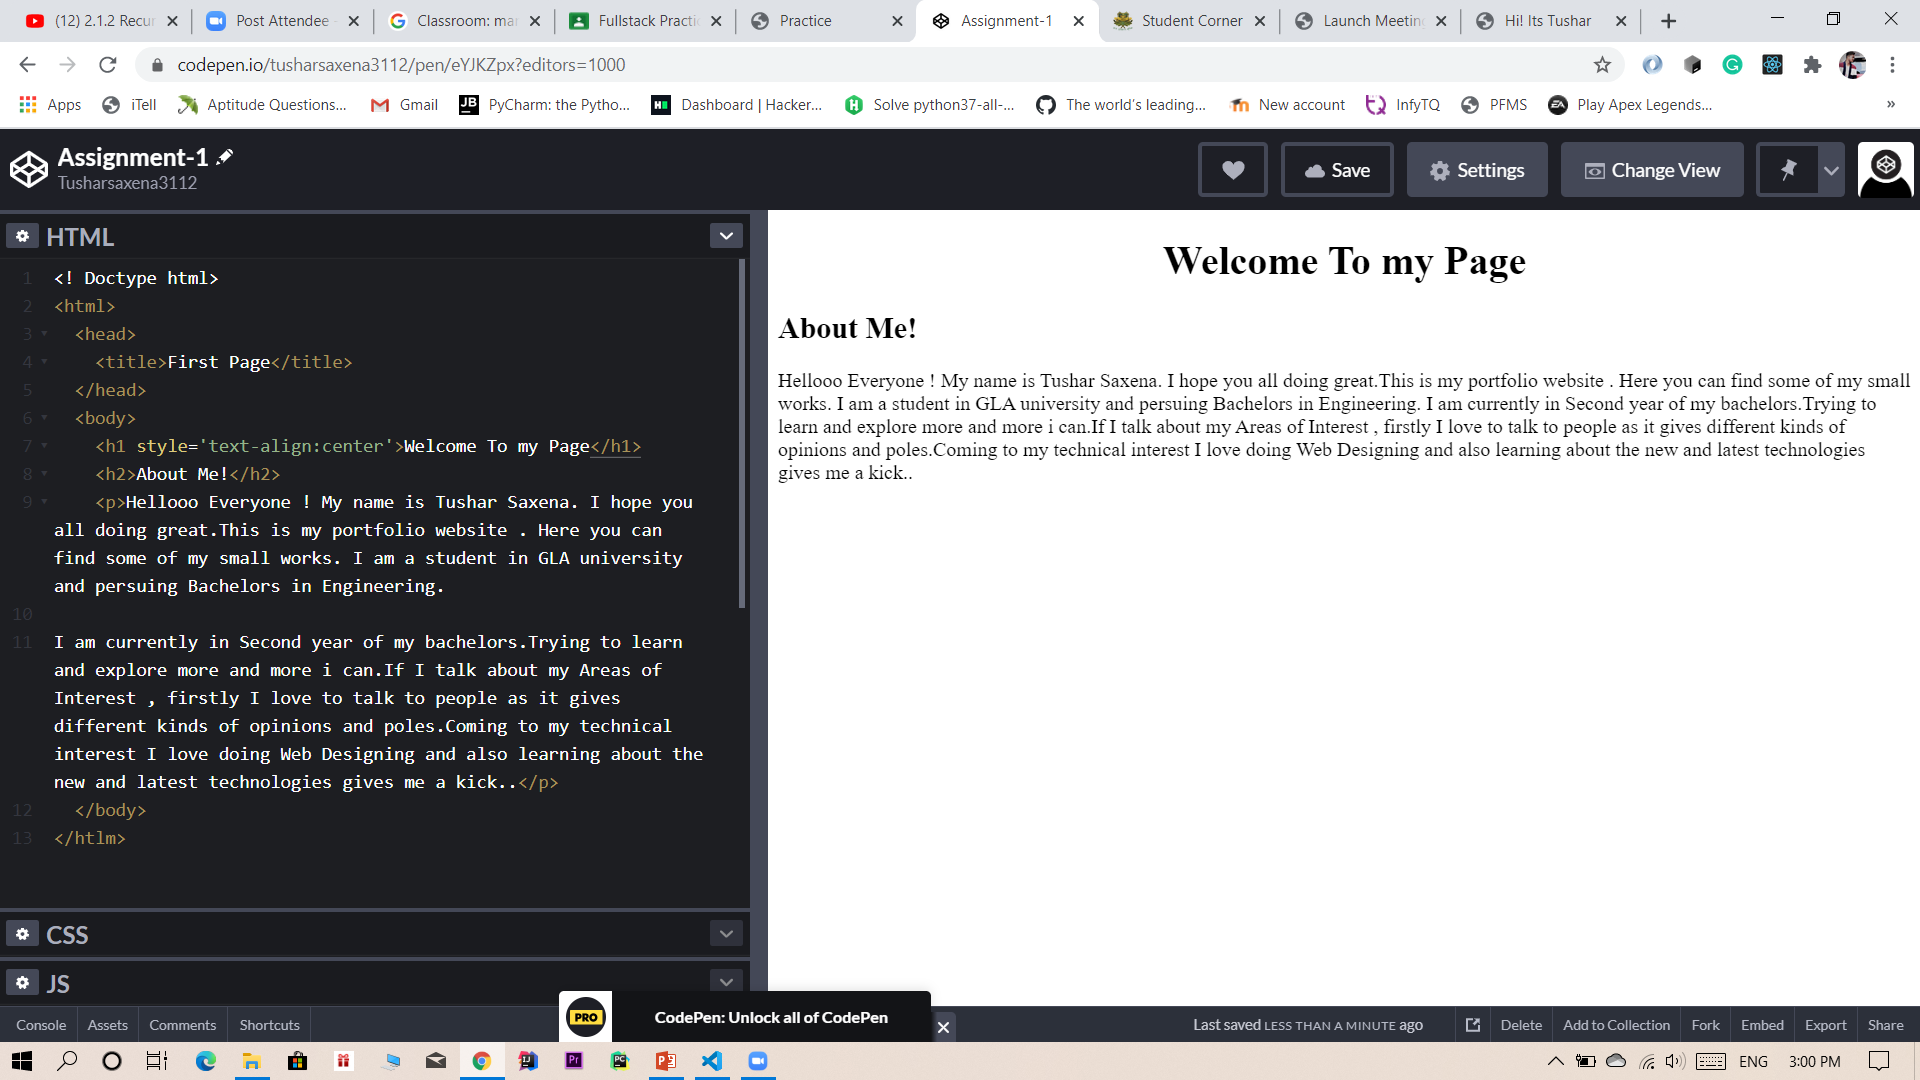 (12) 2.1.2 Recur
Post Attendee -
Classroom: mar
Fullstack Practic
Practice
Assignment-1
Student Corner
Launch Meeting
Hi! Its Tushar
codepen.io/tusharsaxena3112/pen/eYJKZpx?editors=1000
Apps
iTell
Aptitude Questions...
Gmail
JB
PyCharm: the Pytho...
Dashboard | Hacker...
Solve python37-all-...
The world's leading...
New account
InfyTQ
PFMS
Play Apex Legends...
»
Assignment-1
Tusharsaxena3112
Save
Settings
Change View
HTML
1 <! Doctype html>
2 <html>
3 <head>
4 <title>First Page</title>
5 </head>
6 <body>
7 <h1 style='text-align:center'>Welcome To my Page</h1>
8 <h2>About Me!</h2>
9 <p>Hellooo Everyone ! My name is Tushar Saxena. I hope you
all doing great.This is my portfolio website . Here you can
find some of my small works. I am a student in GLA university
and persuing Bachelors in Engineering.
10
11 I am currently in Second year of my bachelors.Trying to learn
and explore more and more i can.If I talk about my Areas of
Interest , firstly I love to talk to people as it gives
different kinds of opinions and poles.Coming to my technical
interest I love doing Web Designing and also learning about the
new and latest technologies gives me a kick..</p>
12 </body>
13 </htlm>
CSS
JS
Welcome To my Page
About Me!
Hellooo Everyone ! My name is Tushar Saxena. I hope you all doing great.This is my portfolio website . Here you can find some of my small
works. I am a student in GLA university and persuing Bachelors in Engineering. I am currently in Second year of my bachelors.Trying to
learn and explore more and more i can.If I talk about my Areas of Interest , firstly I love to talk to people as it gives different kinds of
opinions and poles.Coming to my technical interest I love doing Web Designing and also learning about the new and latest technologies
gives me a kick..
PRO
CodePen: Unlock all of CodePen
Console
Assets
Comments
Shortcuts
Last saved LESS THAN A MINUTE ago
Delete
Add to Collection
Fork
Embed
Export
Share
ENG
3:00 PM